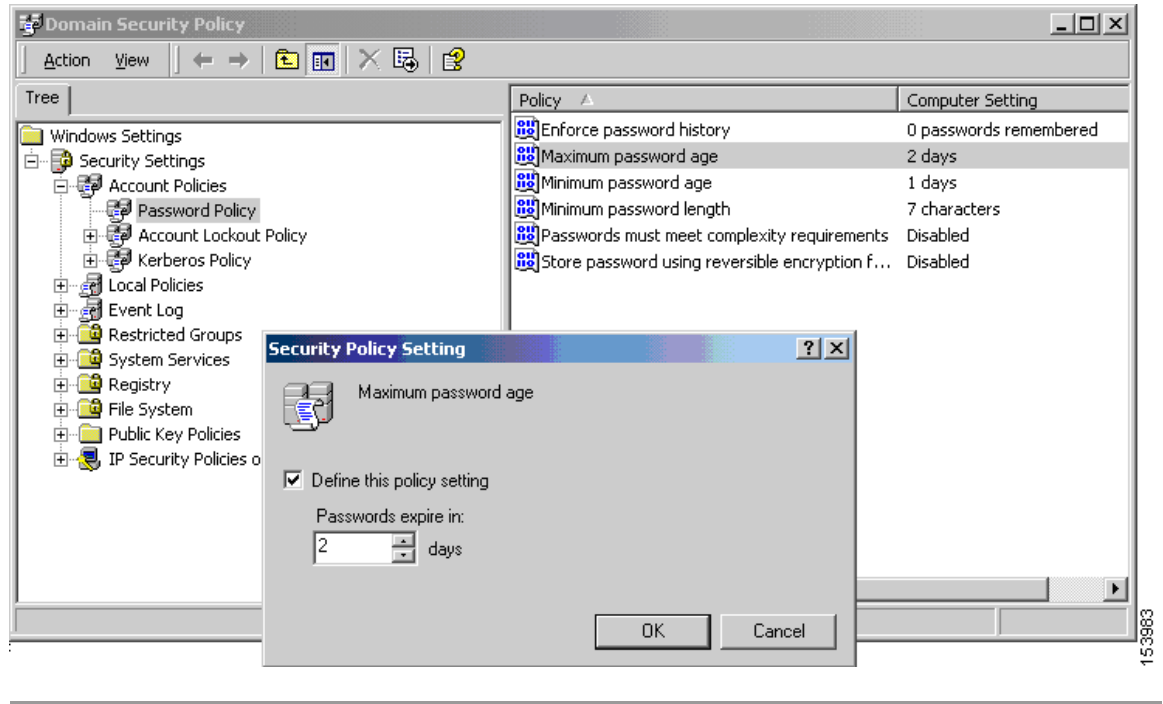 Domain Security Policy
Action View
Tree
Policy Computer Setting
Windows Settings
Security Settings
Account Policies
Password Policy
Account Lockout Policy
Kerberos Policy
Local Policies
Event Log
Restricted Groups
System Services
Registry
File System
Public Key Policies
IP Security Policies o
Enforce password history 0 passwords remembered
Maximum password age 2 days
Minimum password age 1 days
Minimum password length 7 characters
Passwords must meet complexity requirements Disabled
Store password using reversible encryption f... Disabled
Security Policy Setting
Maximum password age
Define this policy setting
Passwords expire in:
2 days
OK Cancel
153983